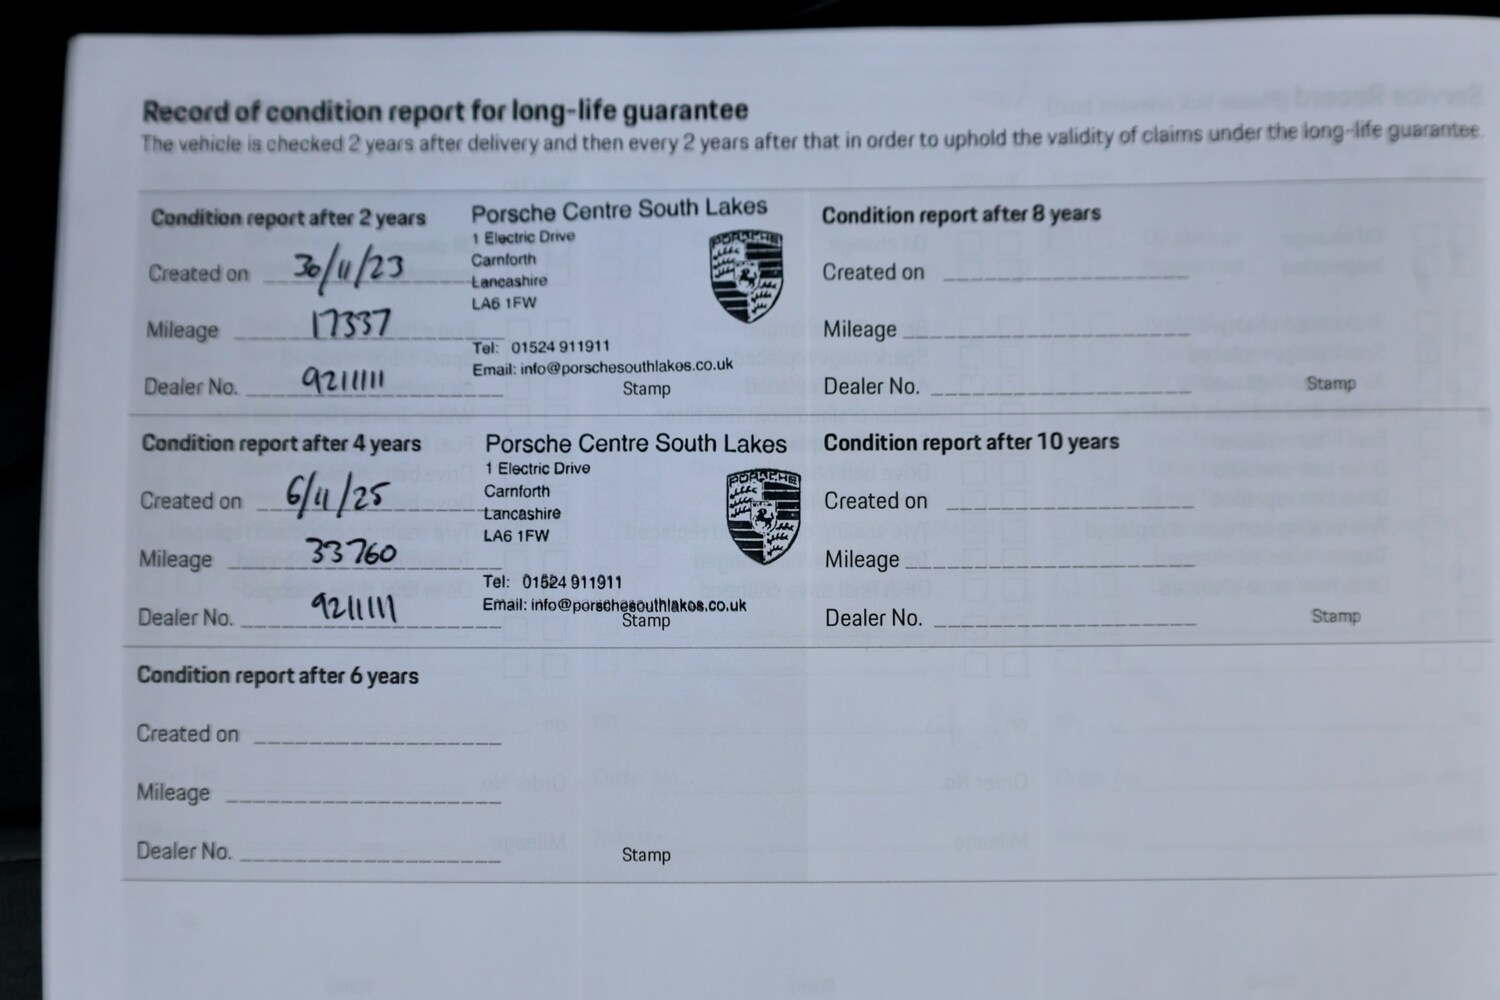 Record of condition report for long-life guarantee
The vehicle is checked 2 years after delivery and then every 2 years after that in order to uphold the validity of claims under the long-life guarantee.
Condition report after 2 years
Created on 30/11/23
Mileage 17337
Dealer No. 9211111
Porsche Centre South Lakes
1 Electric Drive
Carnforth
Lancashire
LA6 1FW
Tel: 01524 911911
Email: info@porschesouthlakes.co.uk
Stamp
PORSCHE
Condition report after 4 years
Created on 6/11/25
Mileage 33760
Dealer No. 9211111
Porsche Centre South Lakes
1 Electric Drive
Carnforth
Lancashire
LA6 1FW
Tel: 01524 911911
Email: info@porschesouthlakes.co.uk
Stamp
PORSCHE
Condition report after 6 years
Created on
Mileage
Dealer No.
Stamp
Condition report after 8 years
Created on
Mileage
Dealer No.
Stamp
Condition report after 10 years
Created on
Mileage
Dealer No.
Stamp